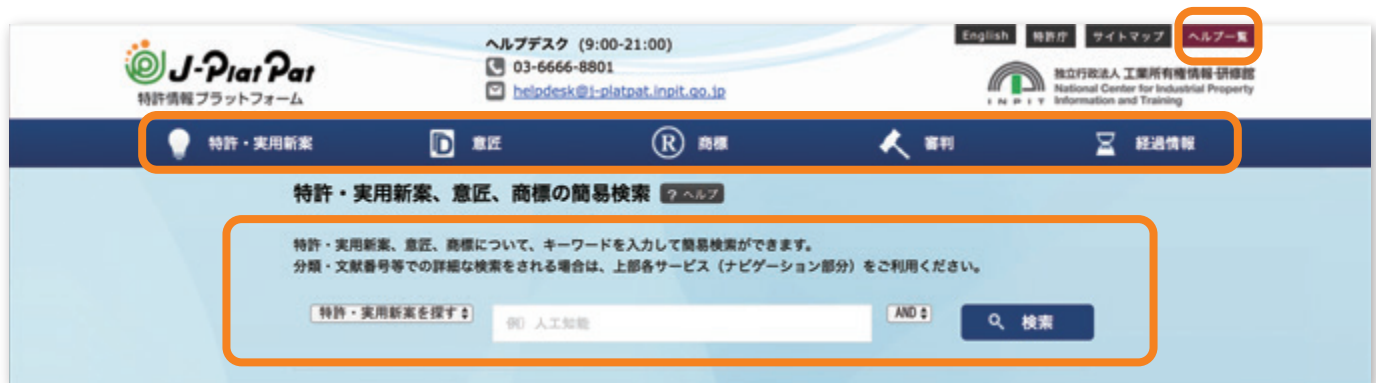 J-PlatPat
特許情報プラットフォーム
ヘルプデスク (9:00-21:00)
03-6666-8801
helpdesk@j-platpat.inpit.go.jp
English 特許庁 サイトマップ ヘルプ一覧
INPIT
独立行政法人 工業所有権情報・研修館
National Center for Industrial Property
Information and Training
特許・実用新案 意匠 商標 審判 経過情報
特許・実用新案、意匠、商標の簡易検索 ? ヘルプ
特許・実用新案、意匠、商標について、キーワードを入力して簡易検索ができます。
分類・文献番号等での詳細な検索をされる場合は、上部各サービス（ナビゲーション部分）をご利用ください。
特許・実用新案を探す 例）人工知能 AND 検索